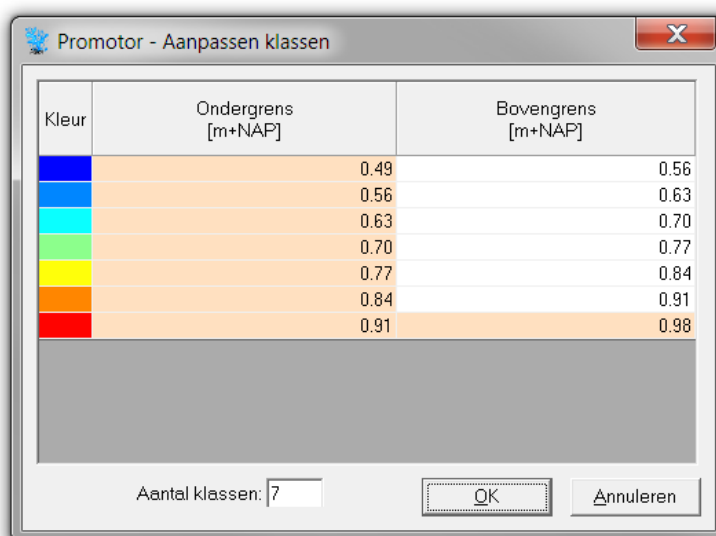 Promotor - Aanpassen klassen
Kleur Ondergrens Bovengrens
[m+NAP] [m+NAP]
0.49 0.56
0.56 0.63
0.63 0.70
0.70 0.77
0.77 0.84
0.84 0.91
0.91 0.98
Aantal klassen: 7 OK Annuleren